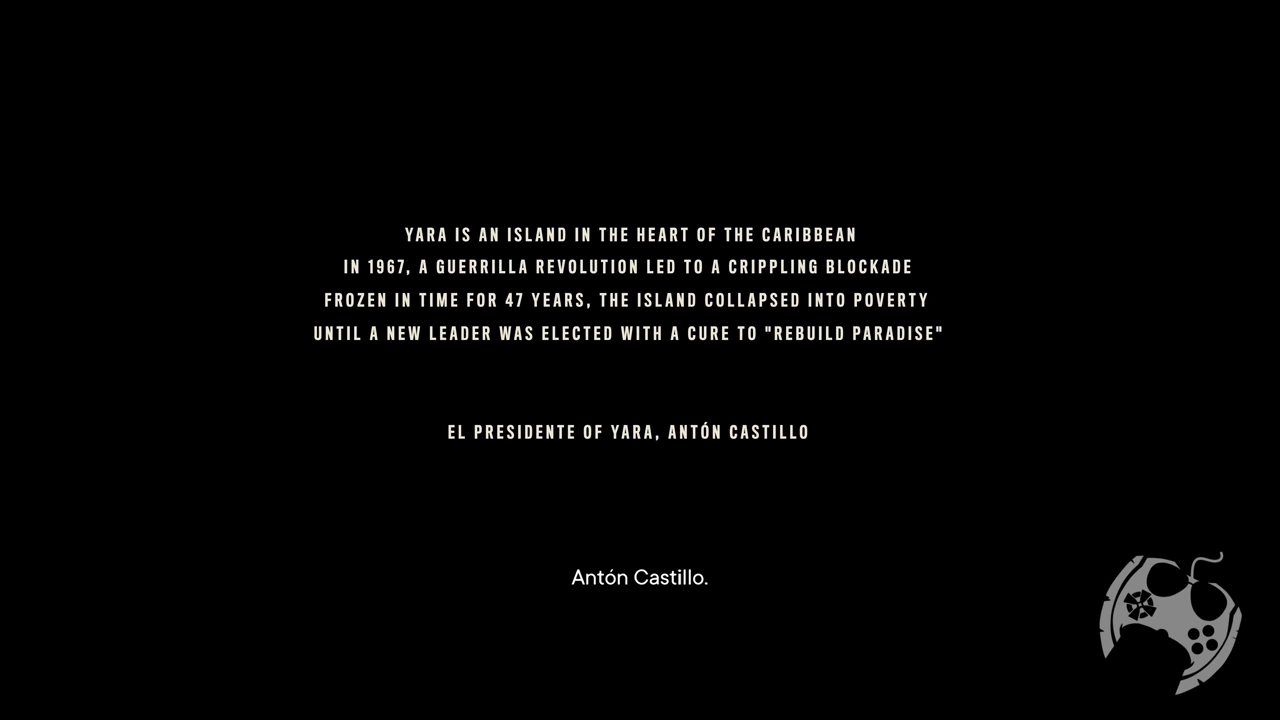 YARA IS AN ISLAND IN THE HEART OF THE CARIBBEAN
IN 1967, A GUERRILLA REVOLUTION LED TO A CRIPPLING BLOCKADE
FROZEN IN TIME FOR 47 YEARS, THE ISLAND COLLAPSED INTO POVERTY
UNTIL A NEW LEADER WAS ELECTED WITH A CURE TO "REBUILD PARADISE"
EL PRESIDENTE OF YARA, ANTÓN CASTILLO
Antón Castillo.